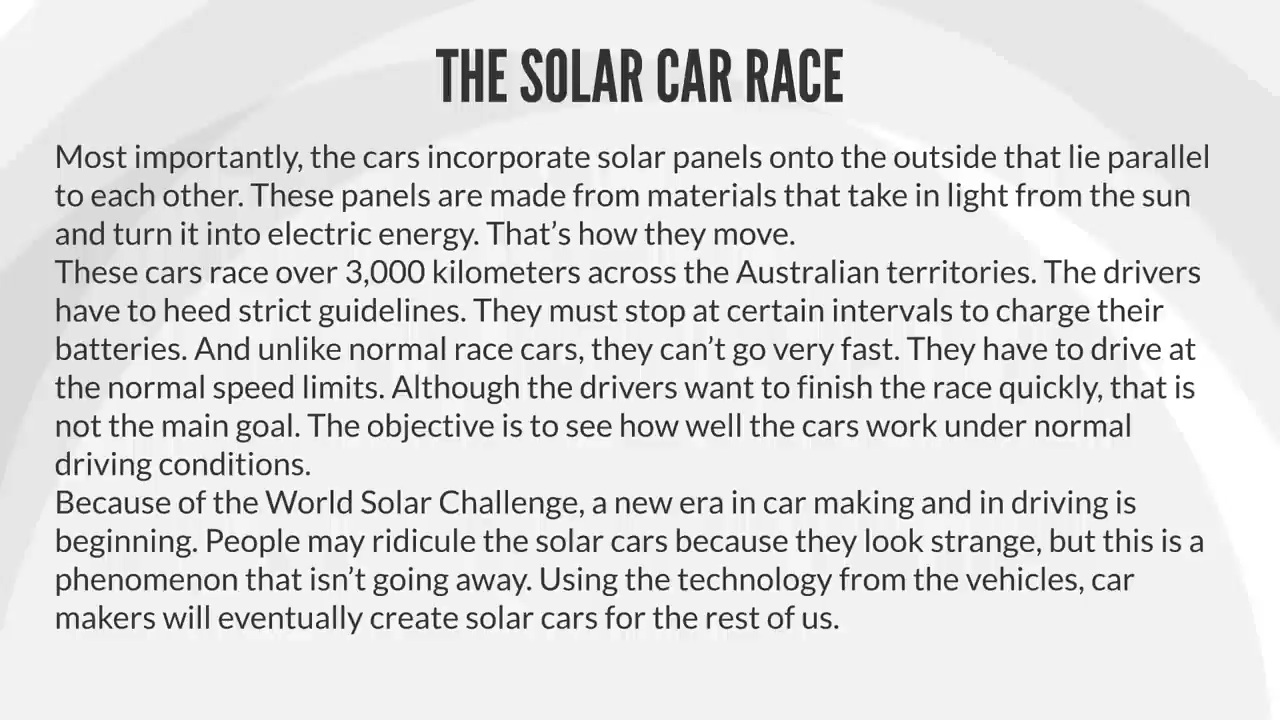 THE SOLAR CAR RACE
Most importantly, the cars incorporate solar panels onto the outside that lie parallel
to each other. These panels are made from materials that take in light from the sun
and turn it into electric energy. That’s how they move.
These cars race over 3,000 kilometers across the Australian territories. The drivers
have to heed strict guidelines. They must stop at certain intervals to charge their
batteries. And unlike normal race cars, they can’t go very fast. They have to drive at
the normal speed limits. Although the drivers want to finish the race quickly, that is
not the main goal. The objective is to see how well the cars work under normal
driving conditions.
Because of the World Solar Challenge, a new era in car making and in driving is
beginning. People may ridicule the solar cars because they look strange, but this is a
phenomenon that isn’t going away. Using the technology from the vehicles, car
makers will eventually create solar cars for the rest of us.